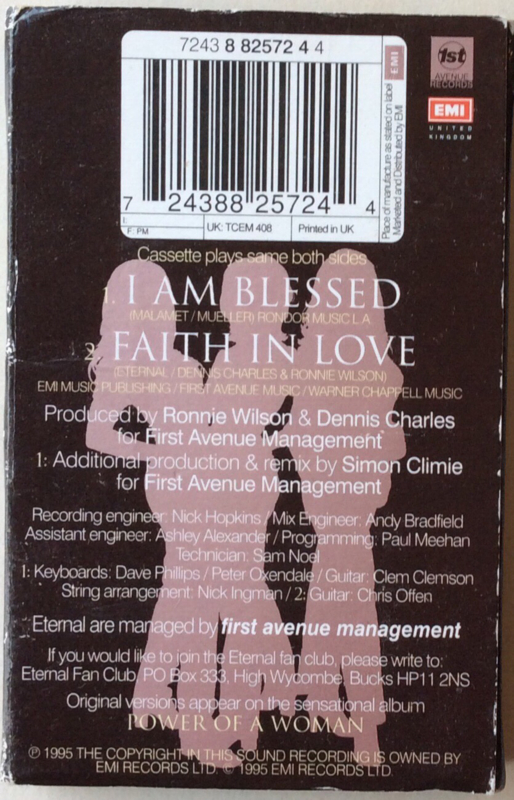 7243 8 82572 4 4
7 24388 25724 4
F: PM
UK: TCEM 408
Printed in UK
EMI
Place of manufacture as stated on label
Marketed and Distributed by EMI
1st
AVENUE
RECORDS
EMI
UNITED
KINGDOM
Cassette plays same both sides
1. I AM BLESSED
(MALAMET / MUELLER) RONDOR MUSIC L.A.
2. FAITH IN LOVE
(ETERNAL / DENNIS CHARLES & RONNIE WILSON)
EMI MUSIC PUBLISHING / FIRST AVENUE MUSIC / WARNER CHAPPELL MUSIC
Produced by Ronnie Wilson & Dennis Charles
for First Avenue Management
1: Additional production & remix by Simon Climie
for First Avenue Management
Recording engineer: Nick Hopkins / Mix Engineer: Andy Bradfield
Assistant engineer: Ashley Alexander / Programming: Paul Meehan
Technician: Sam Noel
1: Keyboards: Dave Phillips / Peter Oxendale / Guitar: Clem Clemson
String arrangement: Nick Ingman / 2: Guitar: Chris Offen
Eternal are managed by first avenue management
If you would like to join the Eternal fan club, please write to:
Eternal Fan Club, PO Box 333, High Wycombe, Bucks HP11 2NS
Original versions appear on the sensational album
POWER OF A WOMAN
℗ 1995 THE COPYRIGHT IN THIS SOUND RECORDING IS OWNED BY
EMI RECORDS LTD. © 1995 EMI RECORDS LTD.